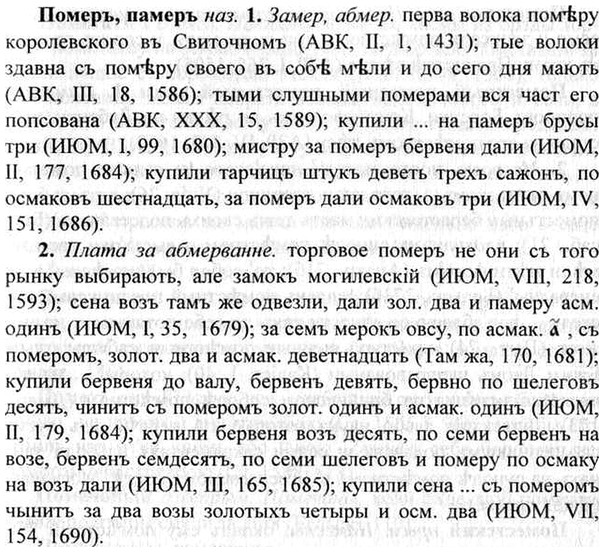 Померъ, памеръ наз. 1. Замер, абмер. перва волока помѣру
королевского въ Свиточном (АВК, II, 1, 1431); тые волоки
здавна съ помѣру своего въ собѣ мѣли и до сего дня мають
(АВК, III, 18, 1586); тыми слушными померами вся част его
попсована (АВК, XXX, 15, 1589); купили ... на памеръ брусы
три (ИЮМ, I, 99, 1680); мистру за померъ бервеня дали (ИЮМ,
II, 177, 1684); купили тарчицъ штукъ деветь трехъ сажонъ, по
осмаковъ шестнадцать, за померъ дали осмаковъ три (ИЮМ, IV,
151, 1686).
2. Плата за абмерванне. торговое померъ не они съ того
рынку выбирають, але замокъ могилевскій (ИЮМ, VIII, 218,
1593); сена возъ тамъ же одвезли, дали зол. два и памеру асм.
одинъ (ИЮМ, I, 35, 1679); за семъ мерокъ овсу, по асмак. а҃, съ
померомъ, золот. два и асмак. деветнадцать (Там жа, 170, 1681);
купили бервеня до валу, бервенъ девять, бервно по шелеговъ
десять, чинитъ съ померомъ золот. одинъ и асмак. одинъ (ИЮМ,
II, 179, 1684); купили бервеня возъ десять, по семи бервенъ на
возе, бервенъ семдесятъ, по семи шелеговъ и померу по осмаку
на возъ дали (ИЮМ, III, 165, 1685); купили сена ... съ померомъ
чынитъ за два возы золотыхъ четыры и осм. два (ИЮМ, VII,
154, 1690).